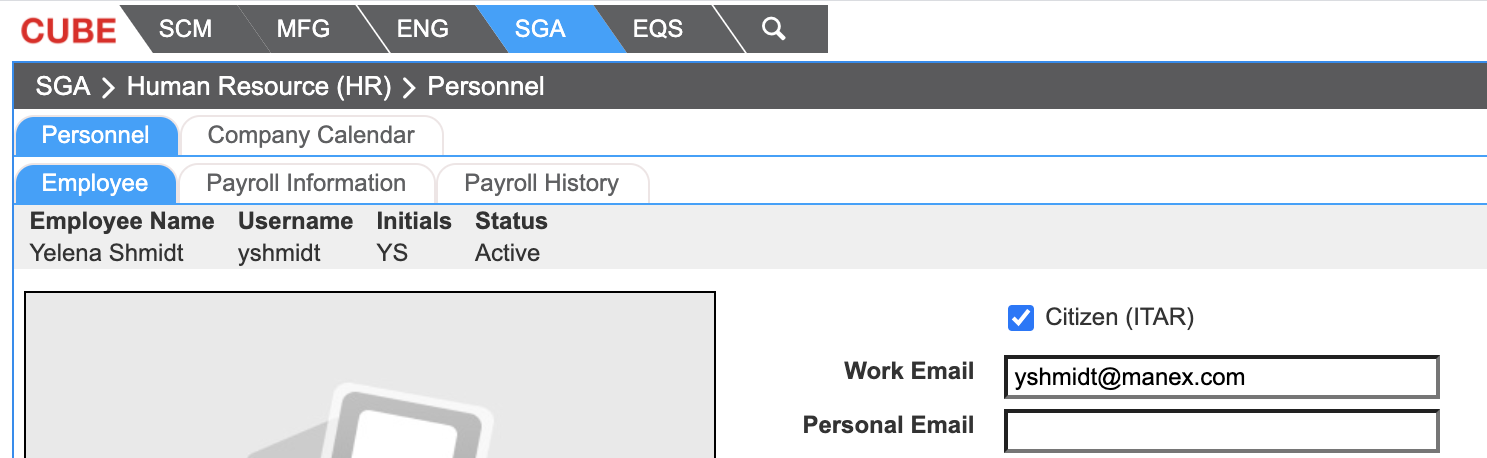 CUBE SCM MFG ENG SGA EQS
SGA > Human Resource (HR) > Personnel
Personnel Company Calendar
Employee Payroll Information Payroll History
Employee Name Username Initials Status
Yelena Shmidt yshmidt YS Active
Citizen (ITAR)
Work Email yshmidt@manex.com
Personal Email